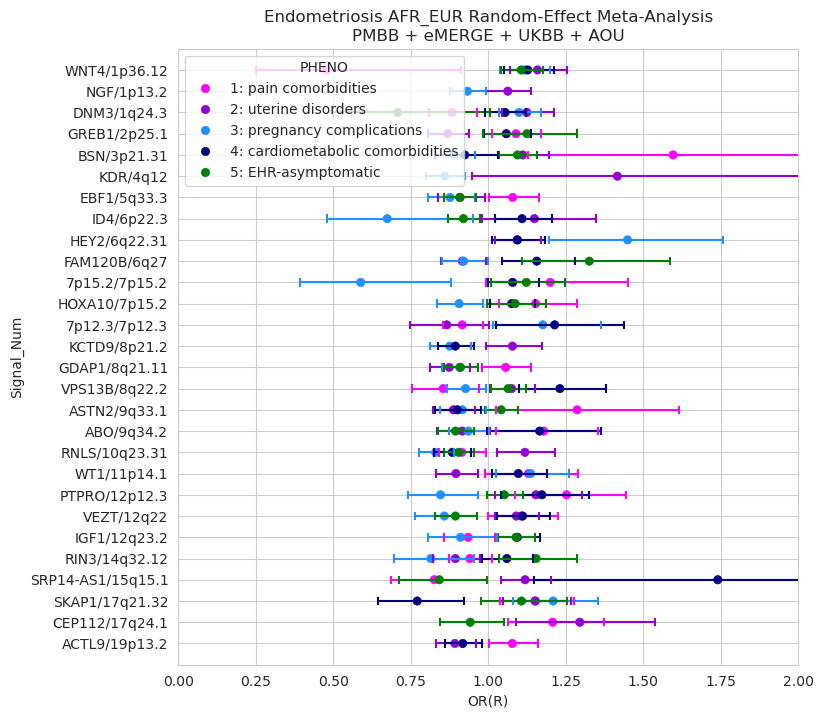 Endometriosis AFR_EUR Random-Effect Meta-Analysis
PMBB + eMERGE + UKBB + AOU
Signal_Num
WNT4/1p36.12
NGF/1p13.2
DNM3/1q24.3
GREB1/2p25.1
BSN/3p21.31
KDR/4q12
EBF1/5q33.3
ID4/6p22.3
HEY2/6q22.31
FAM120B/6q27
7p15.2/7p15.2
HOXA10/7p15.2
7p12.3/7p12.3
KCTD9/8p21.2
GDAP1/8q21.11
VPS13B/8q22.2
ASTN2/9q33.1
ABO/9q34.2
RNLS/10q23.31
WT1/11p14.1
PTPRO/12p12.3
VEZT/12q22
IGF1/12q23.2
RIN3/14q32.12
SRP14-AS1/15q15.1
SKAP1/17q21.32
CEP112/17q24.1
ACTL9/19p13.2
PHENO
1: pain comorbidities
2: uterine disorders
3: pregnancy complications
4: cardiometabolic comorbidities
5: EHR-asymptomatic
0.00 0.25 0.50 0.75 1.00 1.25 1.50 1.75 2.00
OR(R)